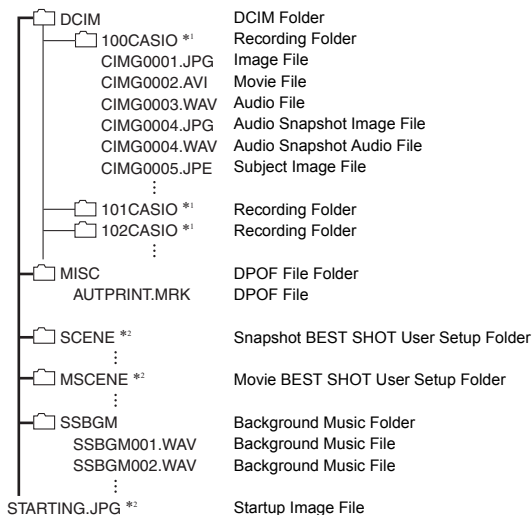 DCIM DCIM Folder
100CASIO *1 Recording Folder
CIMG0001.JPG Image File
CIMG0002.AVI Movie File
CIMG0003.WAV Audio File
CIMG0004.JPG Audio Snapshot Image File
CIMG0004.WAV Audio Snapshot Audio File
CIMG0005.JPE Subject Image File
101CASIO *1 Recording Folder
102CASIO *1 Recording Folder
MISC DPOF File Folder
AUTPRINT.MRK DPOF File
SCENE *2 Snapshot BEST SHOT User Setup Folder
MSCENE *2 Movie BEST SHOT User Setup Folder
SSBGM Background Music Folder
SSBGM001.WAV Background Music File
SSBGM002.WAV Background Music File
STARTING.JPG *2 Startup Image File